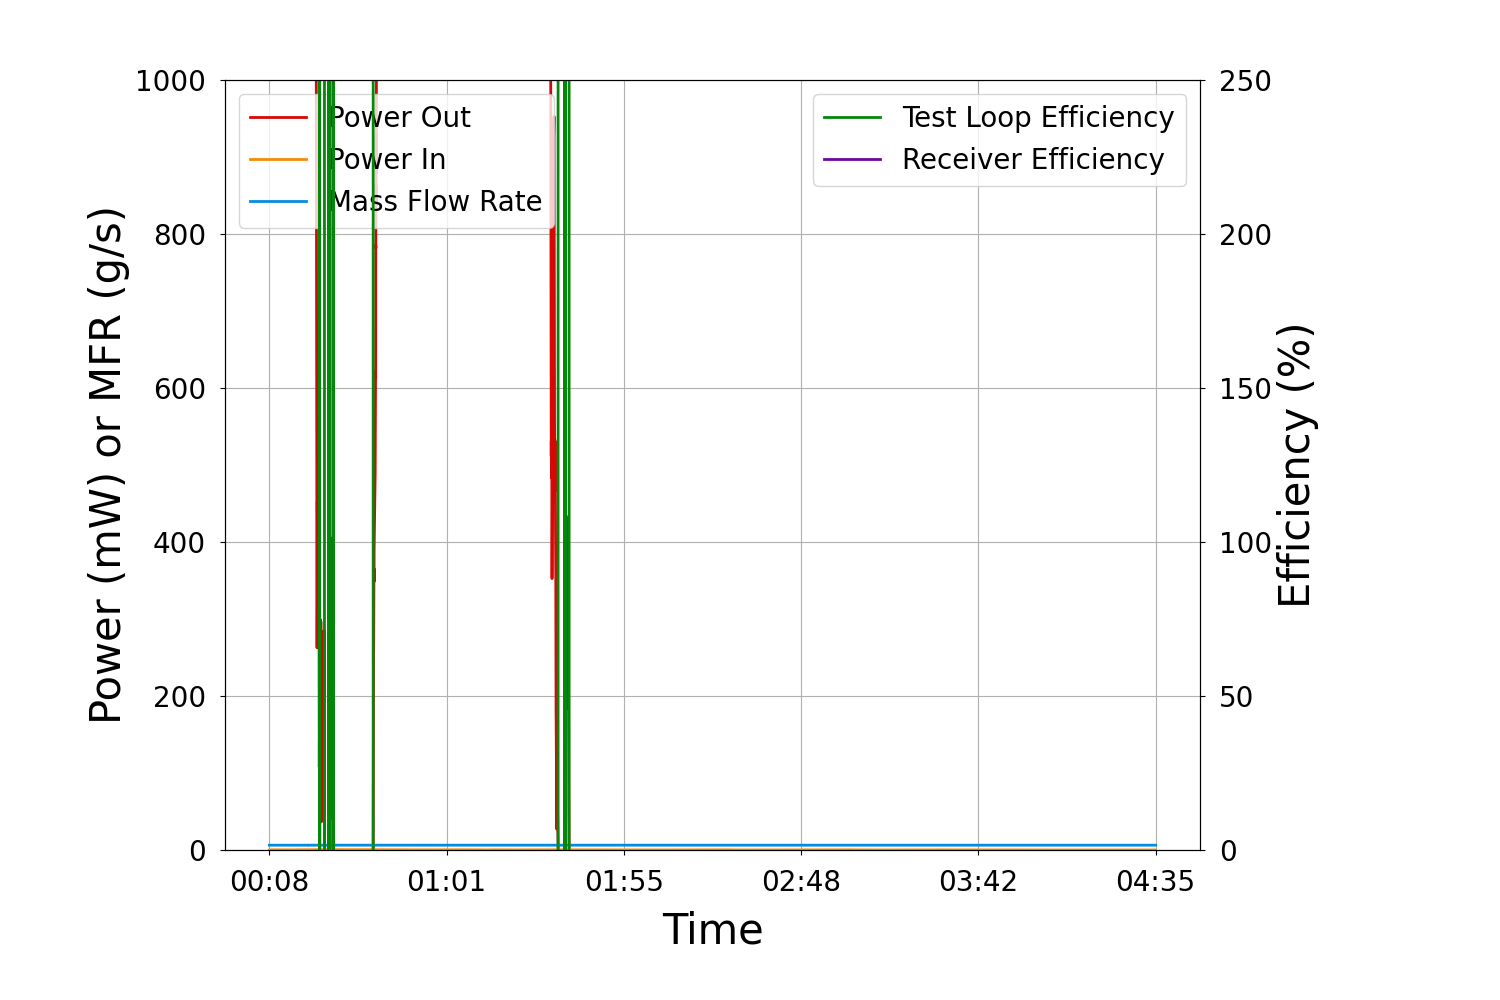 Power Out
Power In
Mass Flow Rate
Test Loop Efficiency
Receiver Efficiency
1000
800
600
400
200
0
Power (mW) or MFR (g/s)
250
200
150
100
50
0
Efficiency (%)
00:08 01:01 01:55 02:48 03:42 04:35
Time